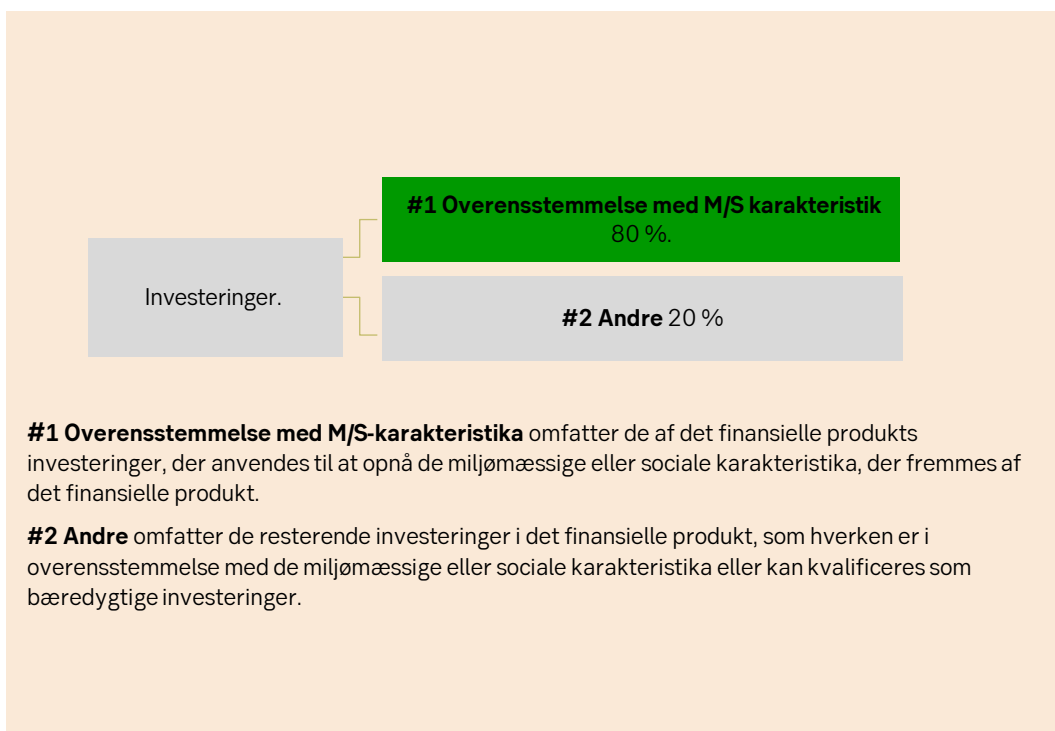 #1 Overensstemmelse med M/S karakteristik
80 %.
Investeringer.
#2 Andre 20 %
#1 Overensstemmelse med M/S-karakteristika omfatter de af det finansielle produkts
investeringer, der anvendes til at opnå de miljømæssige eller sociale karakteristika, der fremmes af
det finansielle produkt.
#2 Andre omfatter de resterende investeringer i det finansielle produkt, som hverken er i
overensstemmelse med de miljømæssige eller sociale karakteristika eller kan kvalificeres som
bæredygtige investeringer.